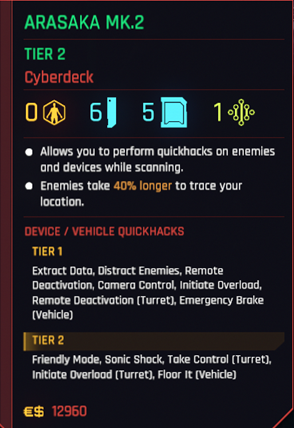 ARASAKA MK.2
TIER 2
Cyberdeck
0 6 5 1
Allows you to perform quickhacks on enemies
and devices while scanning.
Enemies take 40% longer to trace your
location.
DEVICE / VEHICLE QUICKHACKS
TIER 1
Extract Data, Distract Enemies, Remote
Deactivation, Camera Control, Initiate Overload,
Remote Deactivation (Turret), Emergency Brake
(Vehicle)
TIER 2
Friendly Mode, Sonic Shock, Take Control (Turret),
Initiate Overload (Turret), Floor It (Vehicle)
€$ 12960